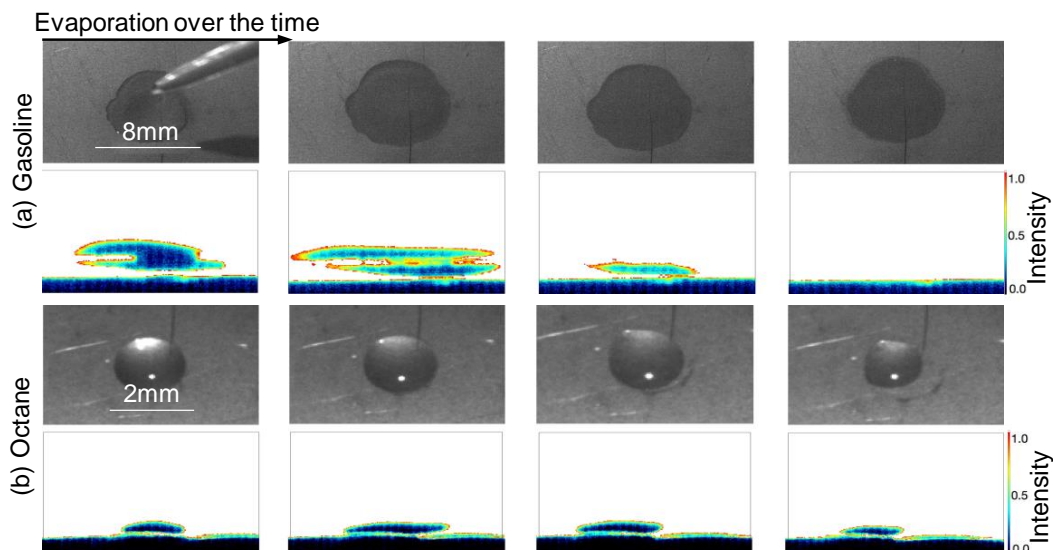 Evaporation over the time
(a) Gasoline
8mm
1.0
0.5
0.0
Intensity
(b) Octane
2mm
1.0
0.5
0.0
Intensity